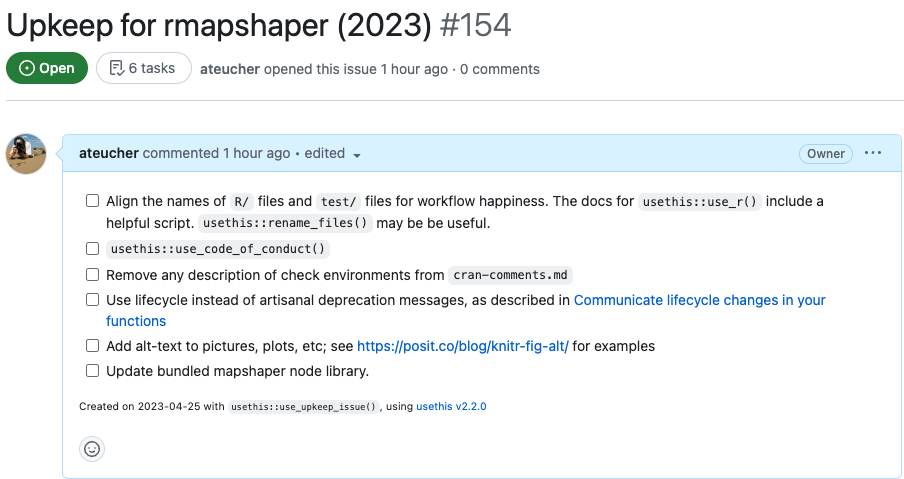 Upkeep for rmapshaper (2023) #154
Open 6 tasks ateucher opened this issue 1 hour ago · 0 comments
ateucher commented 1 hour ago • edited Owner ...
Align the names of R/ files and test/ files for workflow happiness. The docs for usethis::use_r() include a
helpful script. usethis::rename_files() may be be useful.
usethis::use_code_of_conduct()
Remove any description of check environments from cran-comments.md
Use lifecycle instead of artisanal deprecation messages, as described in Communicate lifecycle changes in your
functions
Add alt-text to pictures, plots, etc; see https://posit.co/blog/knitr-fig-alt/ for examples
Update bundled mapshaper node library.
Created on 2023-04-25 with usethis::use_upkeep_issue(), using usethis v2.2.0